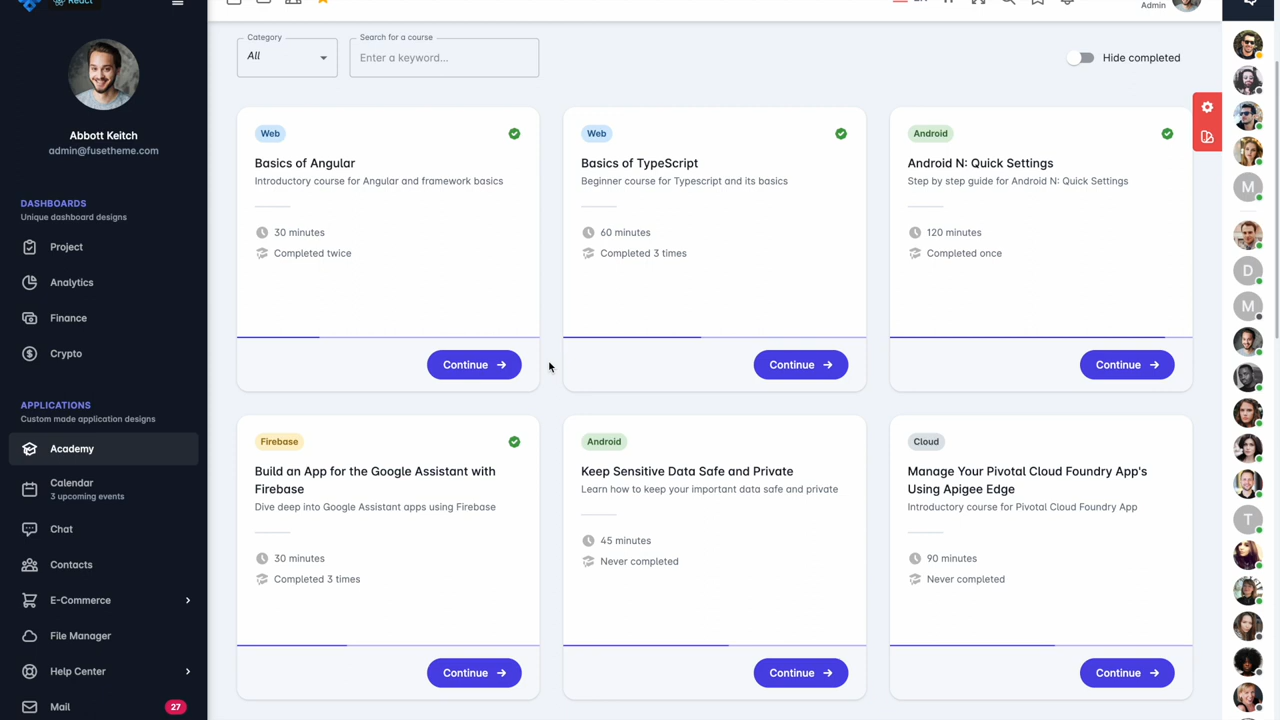 React
Abbott Keitch
admin@fusetheme.com
DASHBOARDS
Unique dashboard designs
Project
Analytics
Finance
Crypto
APPLICATIONS
Custom made application designs
Academy
Calendar
3 upcoming events
Chat
Contacts
E-Commerce
File Manager
Help Center
Mail
27
Admin
Category
All
Search for a course
Enter a keyword...
Hide completed
Web
Basics of Angular
Introductory course for Angular and framework basics
30 minutes
Completed twice
Continue
Web
Basics of TypeScript
Beginner course for Typescript and its basics
60 minutes
Completed 3 times
Continue
Android
Android N: Quick Settings
Step by step guide for Android N: Quick Settings
120 minutes
Completed once
Continue
Firebase
Build an App for the Google Assistant with
Firebase
Dive deep into Google Assistant apps using Firebase
30 minutes
Completed 3 times
Continue
Android
Keep Sensitive Data Safe and Private
Learn how to keep your important data safe and private
45 minutes
Never completed
Continue
Cloud
Manage Your Pivotal Cloud Foundry App's
Using Apigee Edge
Introductory course for Pivotal Cloud Foundry App
90 minutes
Never completed
Continue
M
D
M
T